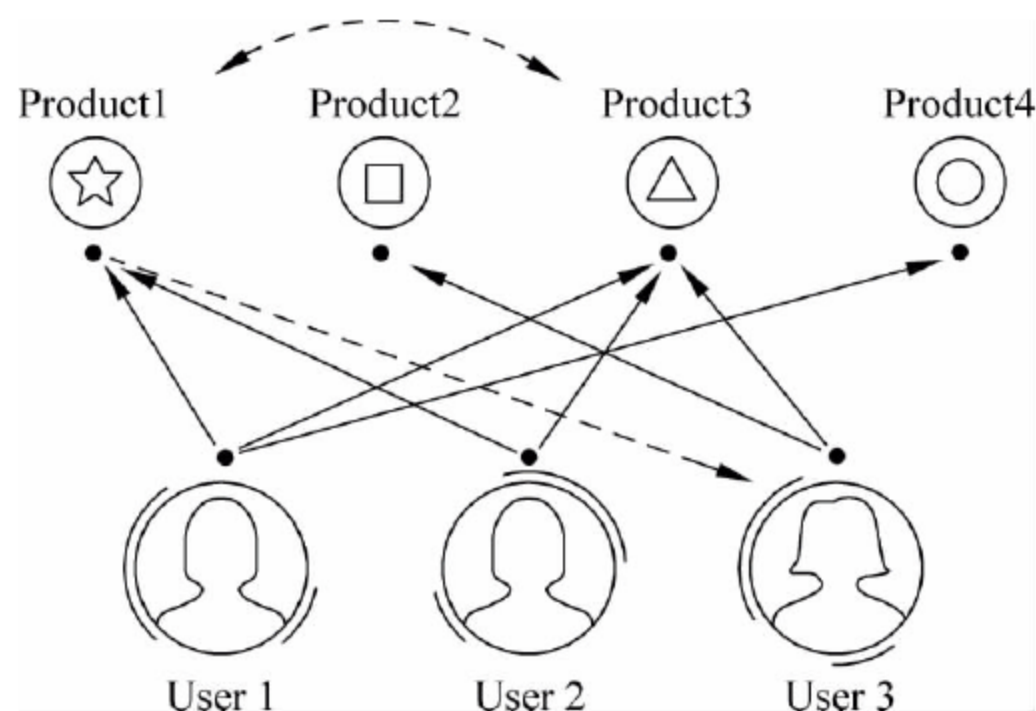 Product1
Product2
Product3
Product4
User 1
User 2
User 3